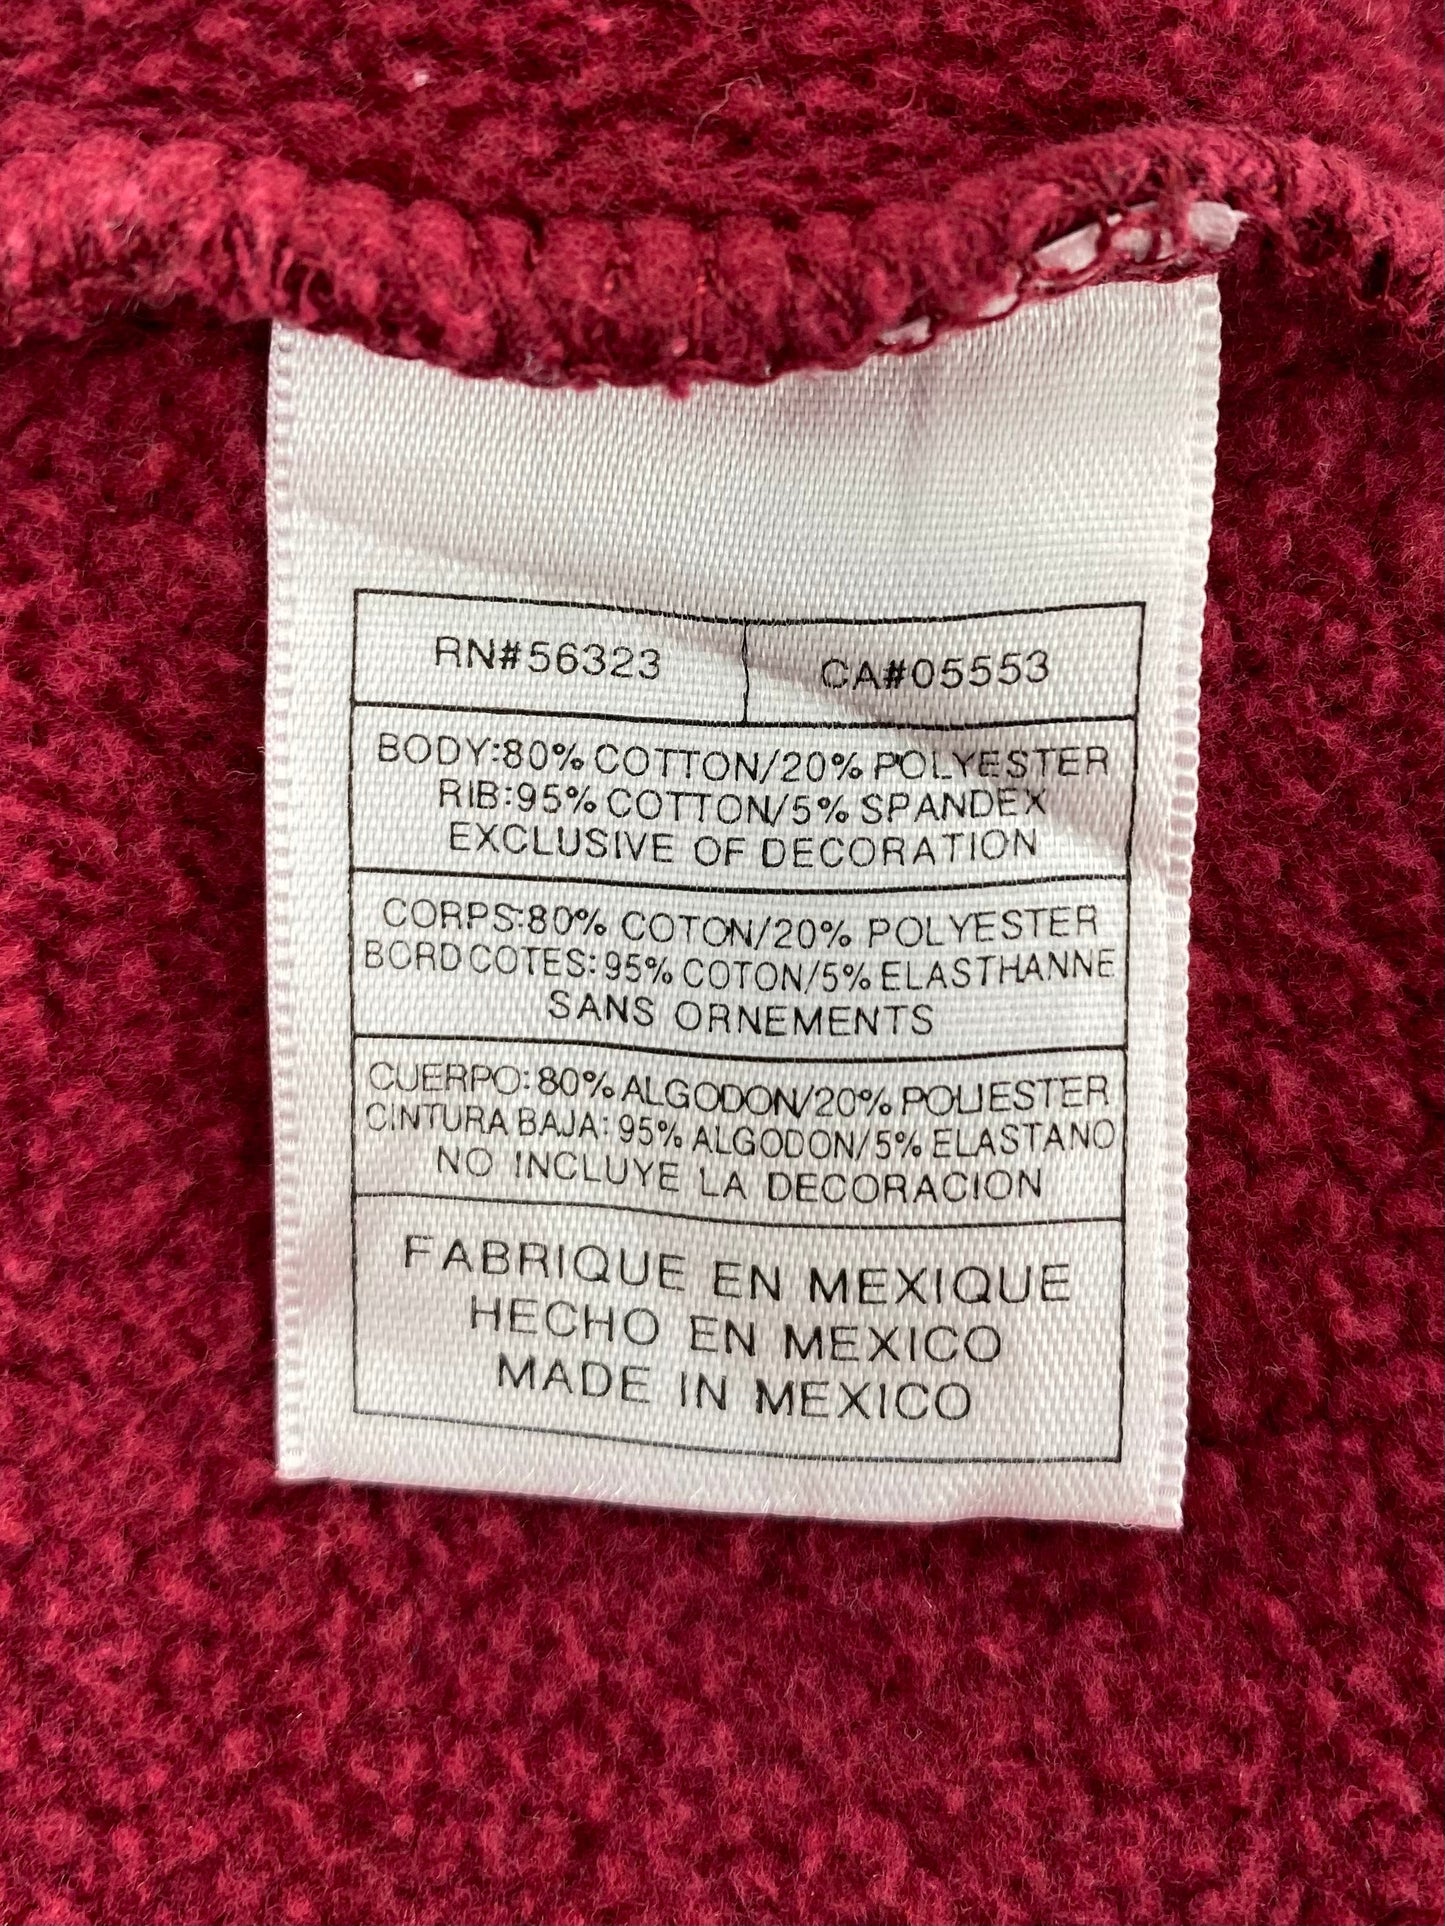 RN#56323 CA#05553
BODY:80% COTTON/20% POLYESTER
RIB:95% COTTON/5% SPANDEX
EXCLUSIVE OF DECORATION
CORPS:80% COTON/20% POLYESTER
BORD COTES:95% COTON/5% ELASTHANNE
SANS ORNEMENTS
CUERPO:80% ALGODON/20% POLIESTER
CINTURA BAJA:95% ALGODON/5% ELASTANO
NO INCLUYE LA DECORACION
FABRIQUE EN MEXIQUE
HECHO EN MEXICO
MADE IN MEXICO